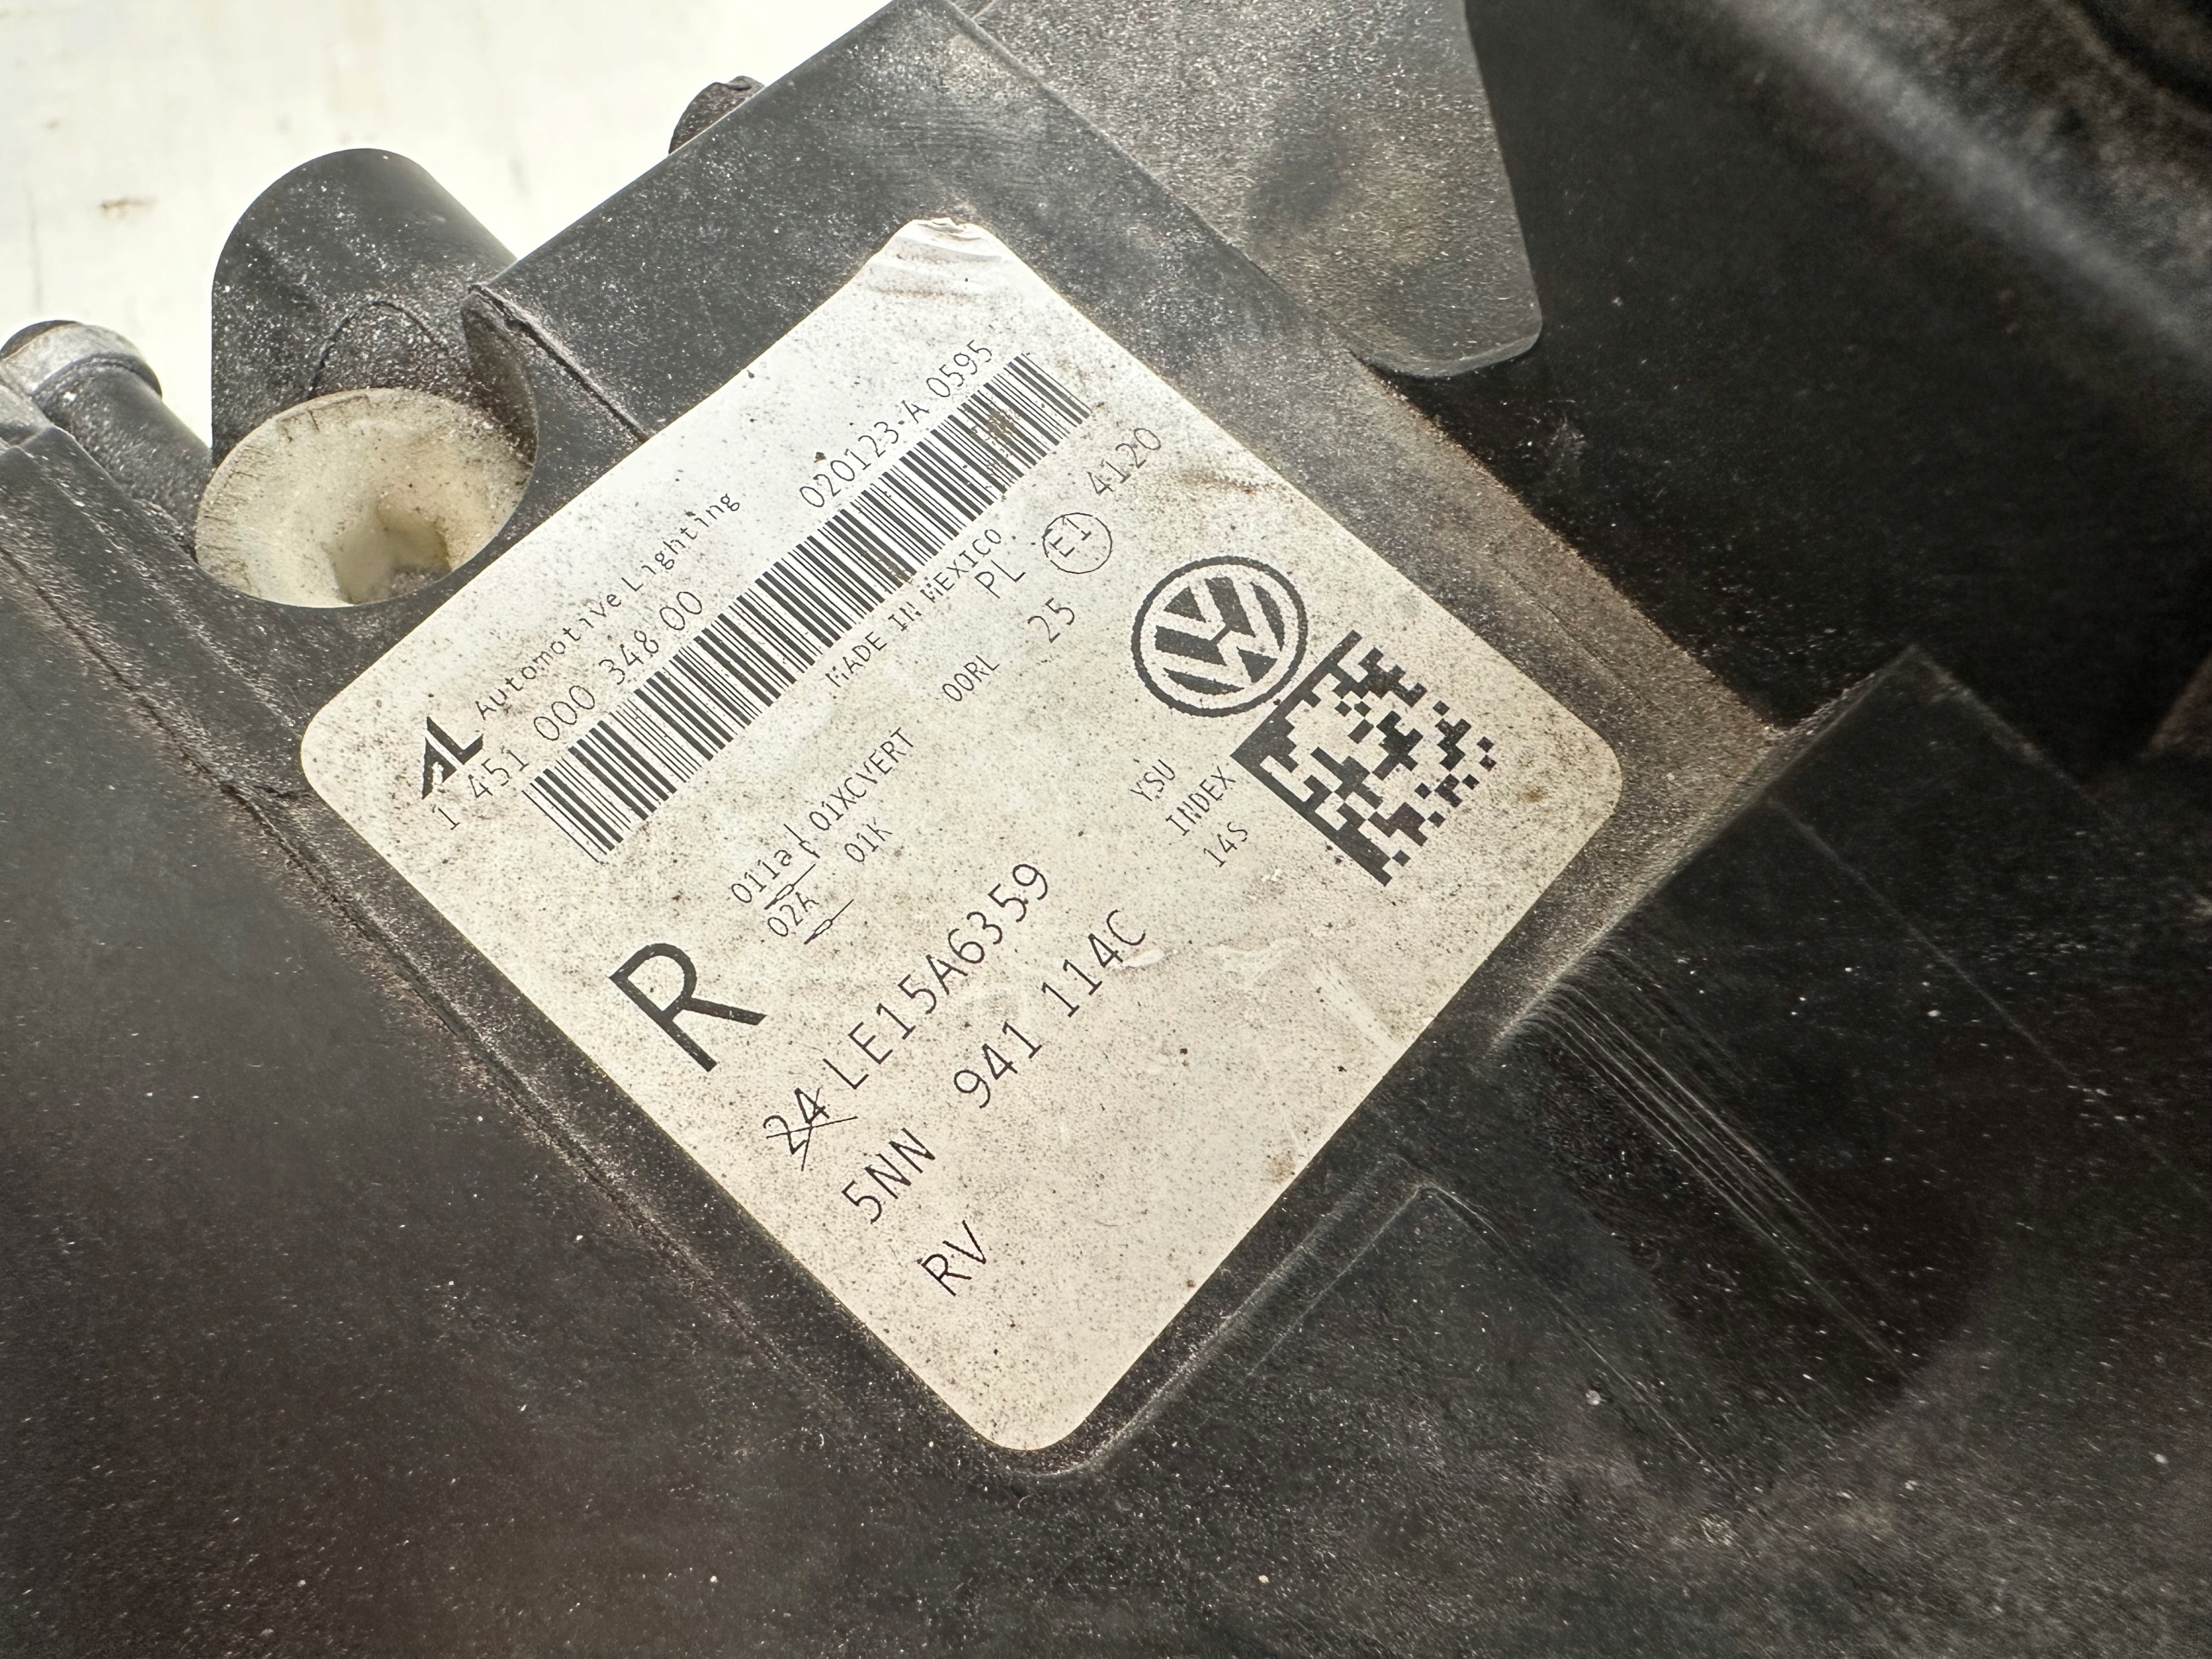 AL Automotive Lighting
1 451 000 348 00 020123 A 0595
MADE IN MEXICO
PL E1 4120
011a 01XCVERT 00RL 25
02A 01K
R
YSU
INDEX
14S
24 LE15A6359
5NN 941 114C
RV